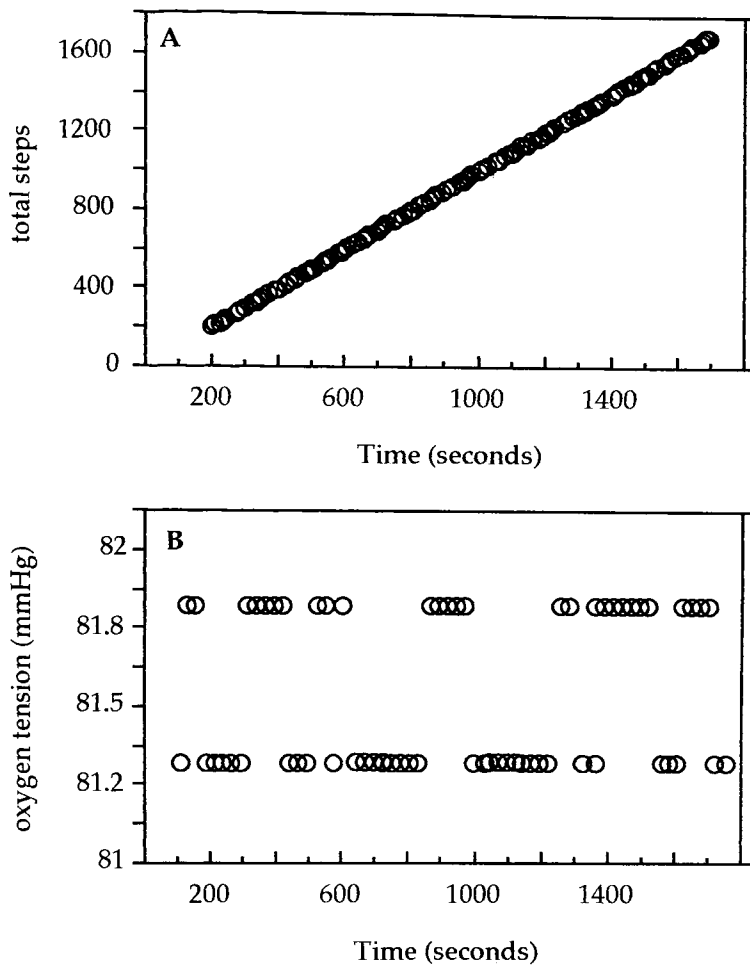 A
total steps
1600
1200
800
400
0
200 600 1000 1400
Time (seconds)
B
oxygen tension (mmHg)
82
81.8
81.5
81.2
81
200 600 1000 1400
Time (seconds)